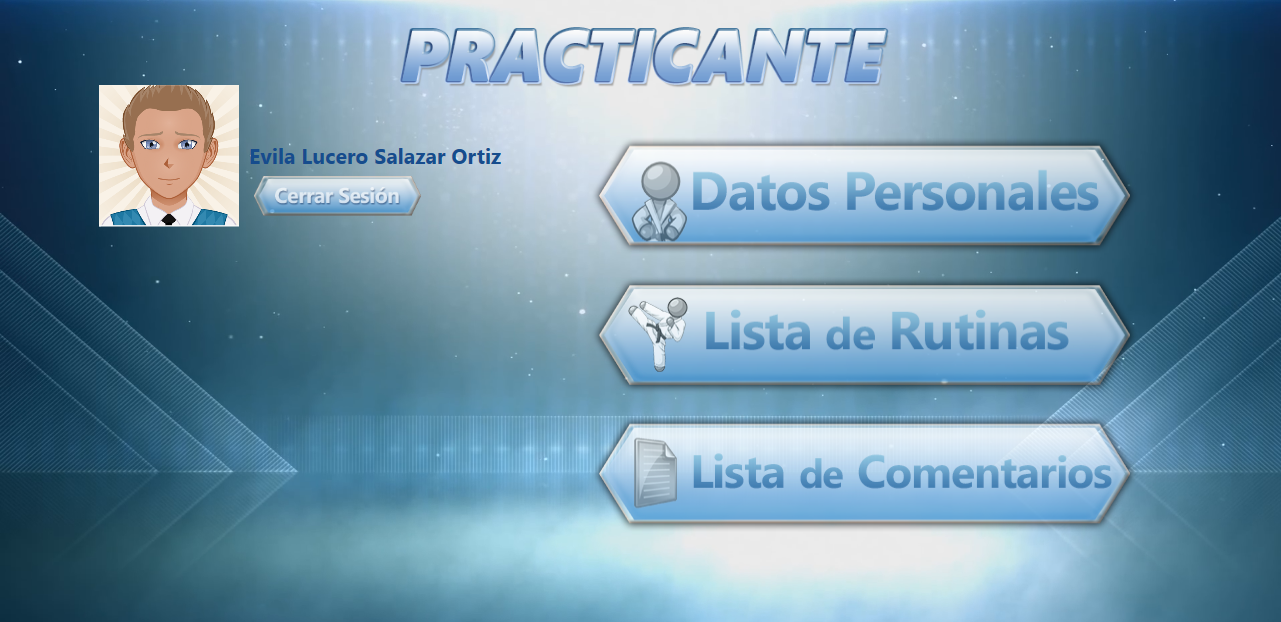 PRACTICANTE
Evila Lucero Salazar Ortiz
Cerrar Sesión
Datos Personales
Lista de Rutinas
Lista de Comentarios